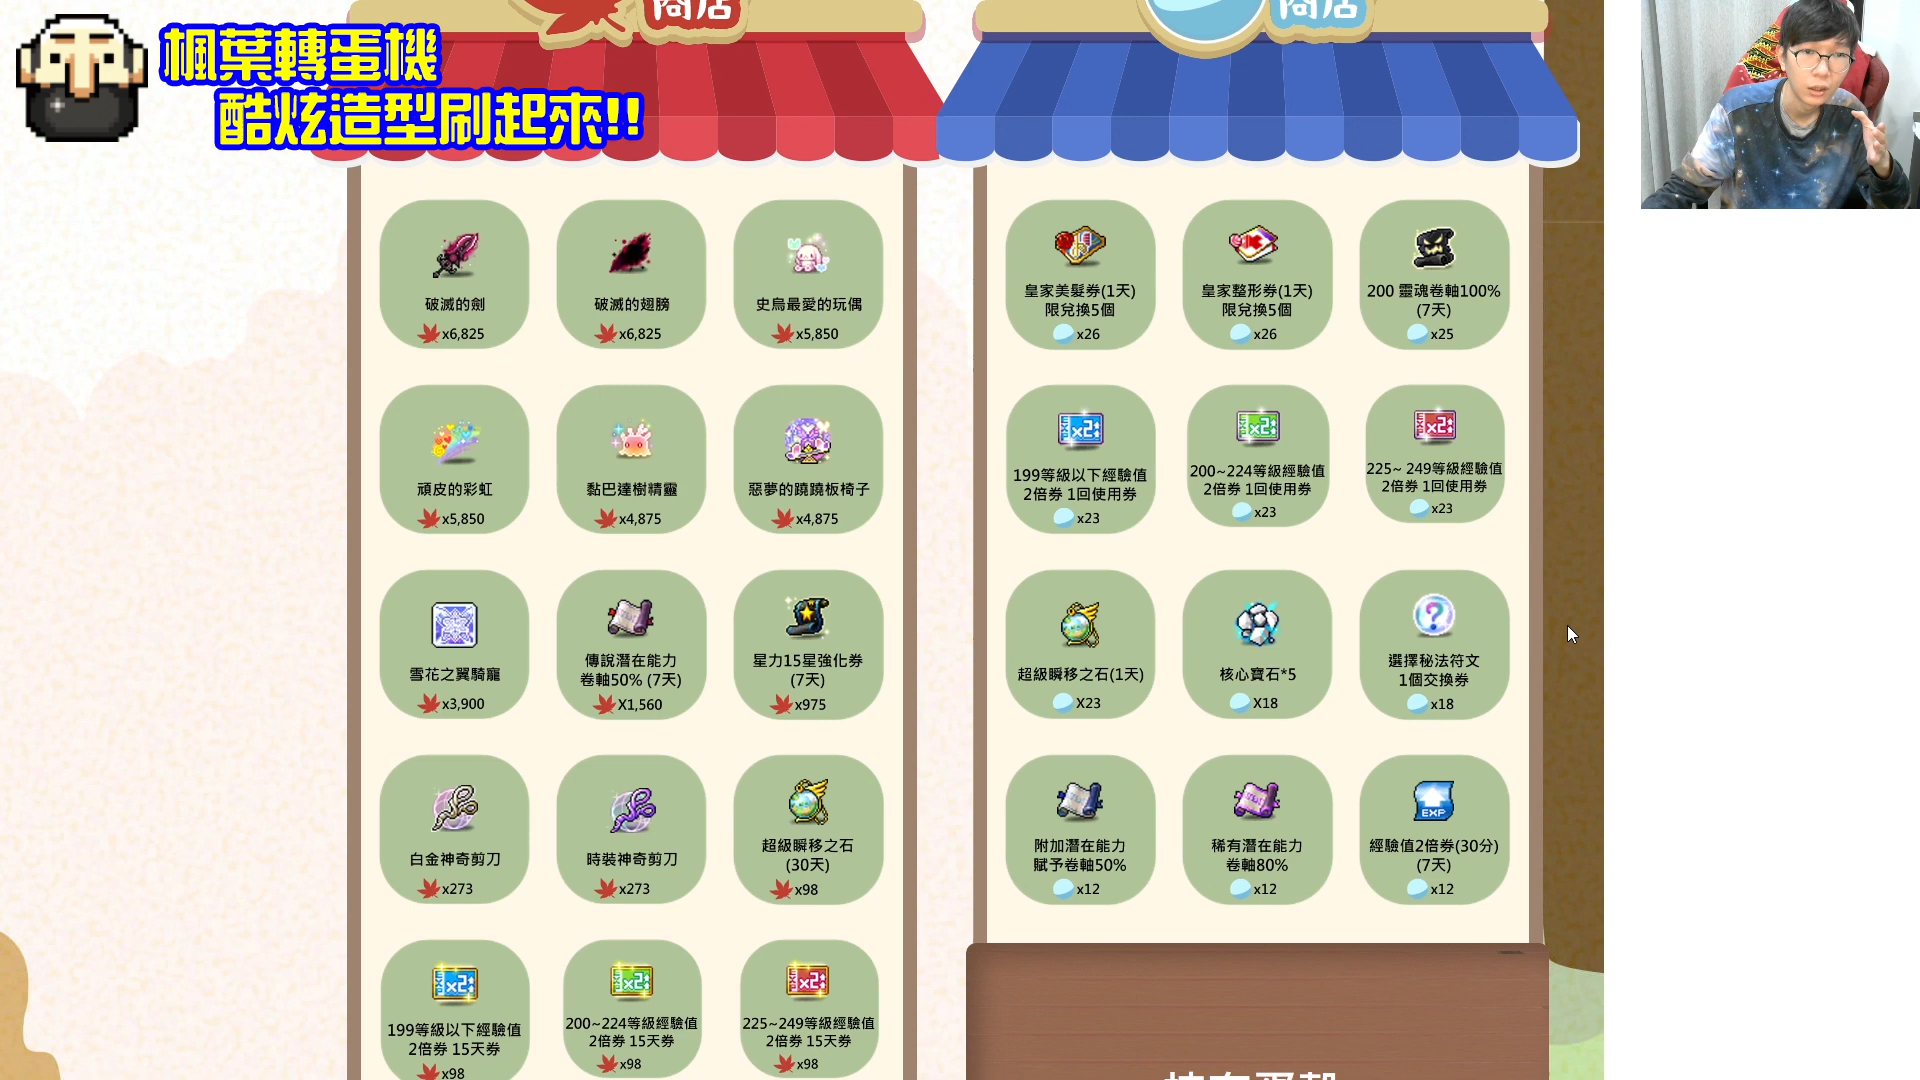 楓葉轉蛋機
酷炫造型刷起來!!
商店
商店
破滅的劍
x6,825
破滅的翅膀
x6,825
史烏最愛的玩偶
x5,850
頑皮的彩虹
x5,850
黏巴達樹精靈
x4,875
惡夢的蹺蹺板椅子
x4,875
雪花之翼騎寵
x3,900
傳說潛在能力
卷軸50% (7天)
X1,560
星力15星強化券
(7天)
x975
白金神奇剪刀
x273
時裝神奇剪刀
x273
超級瞬移之石
(30天)
x98
199等級以下經驗值
2倍券 15天券
x98
200~224等級經驗值
2倍券 15天券
x98
225~249等級經驗值
2倍券 15天券
x98
皇家美髮券(1天)
限兌換5個
x26
皇家整形券(1天)
限兌換5個
x26
200 靈魂卷軸100%
(7天)
x25
199等級以下經驗值
2倍券 1回使用券
x23
200~224等級經驗值
2倍券 1回使用券
x23
225~ 249等級經驗值
2倍券 1回使用券
x23
超級瞬移之石(1天)
X23
核心寶石*5
X18
選擇秘法符文
1個交換券
x18
附加潛在能力
賦予卷軸50%
x12
稀有潛在能力
卷軸80%
x12
經驗值2倍券(30分)
(7天)
x12